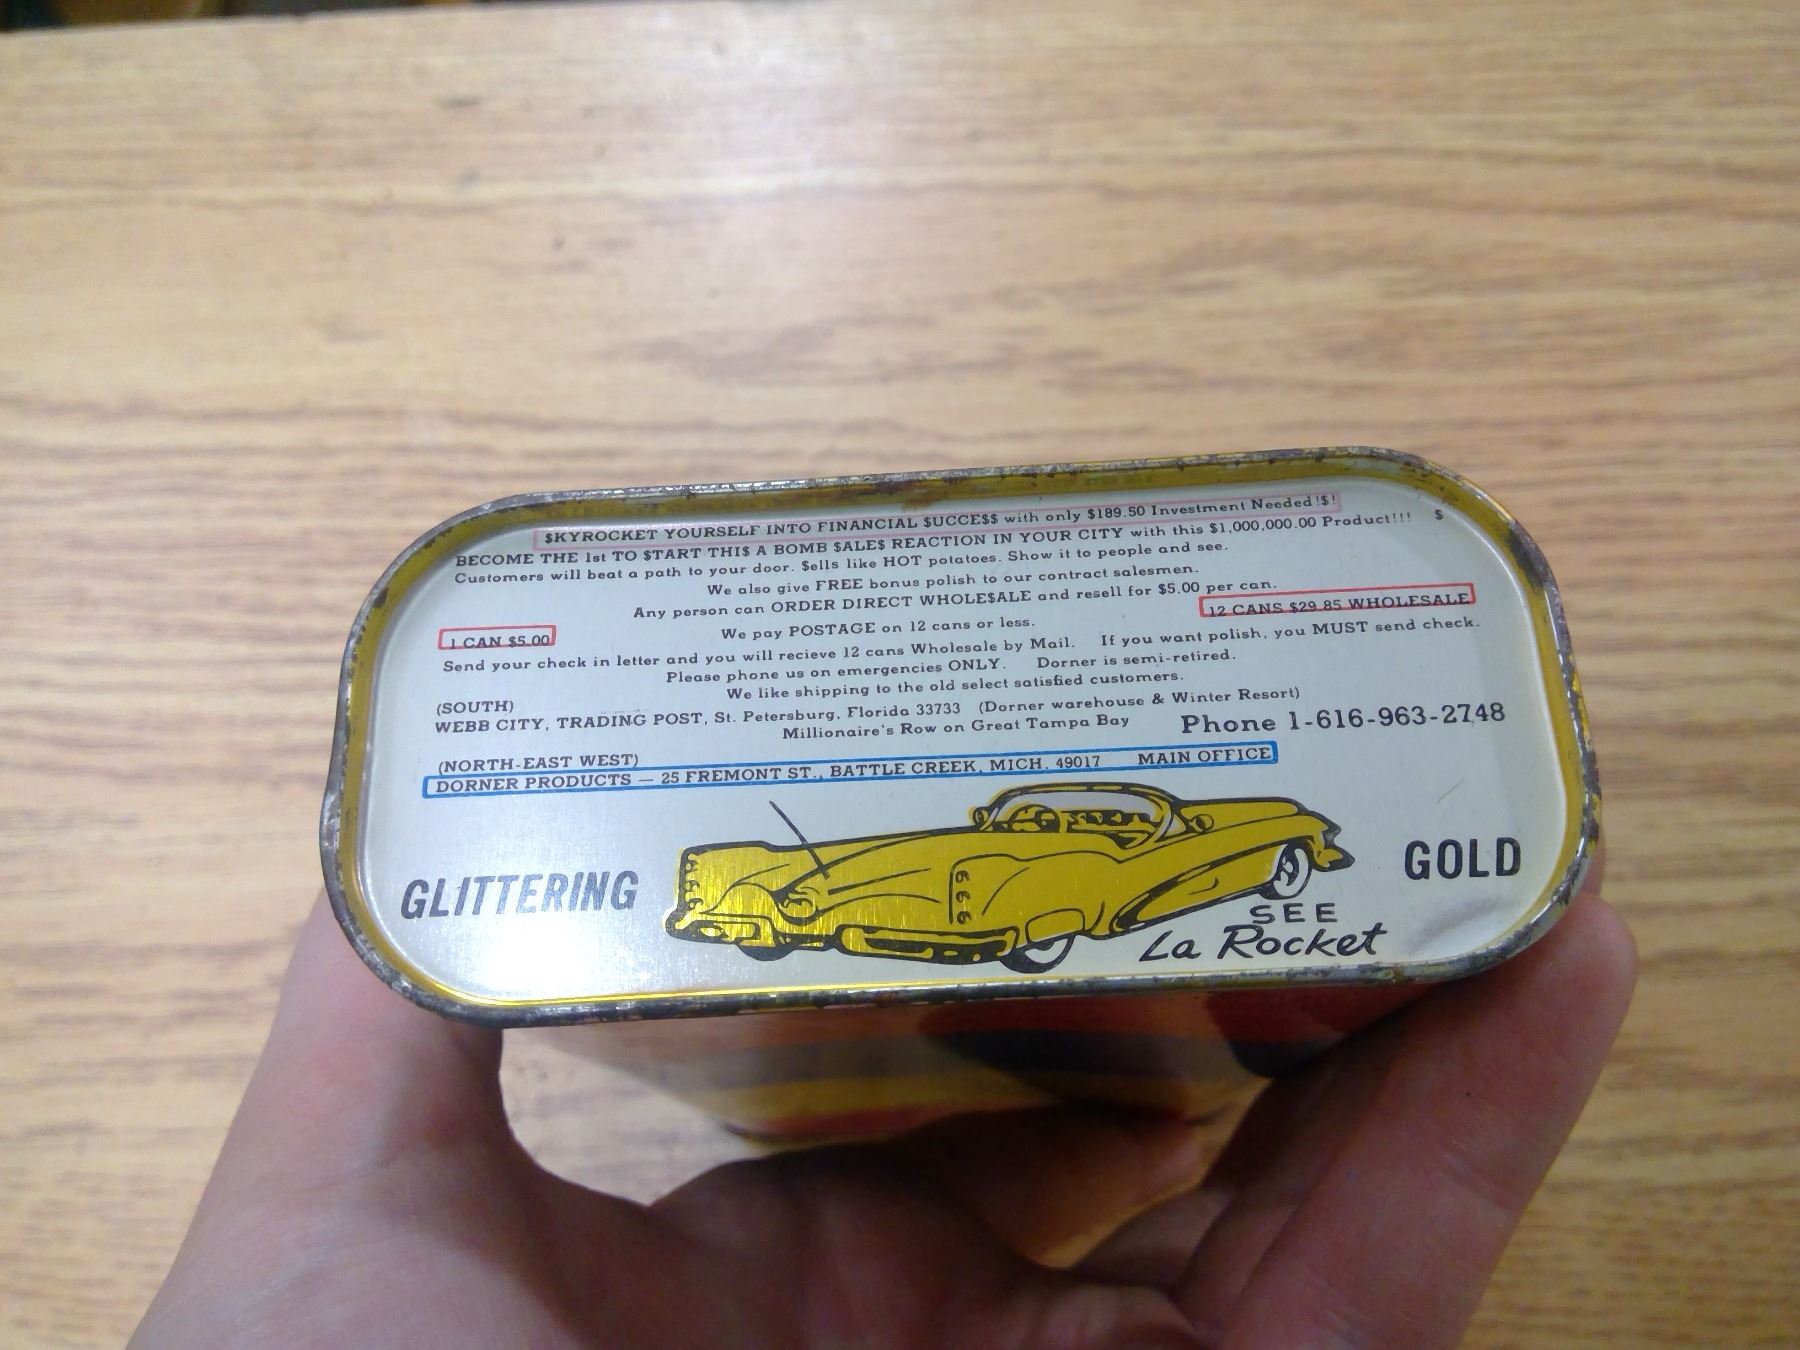 $KYROCKET YOURSELF INTO FINANCIAL $UCCE$$ with only $189.50 Investment Needed!$!
BECOME THE 1st TO $TART THI$ A BOMB $ALE$ REACTION IN YOUR CITY with this $1,000,000.00 Product!!! $
Customers will beat a path to your door. $ells like HOT potatoes. Show it to people and see.
We also give FREE bonus polish to our contract salesmen.
Any person can ORDER DIRECT WHOLE$ALE and resell for $5.00 per can.
1 CAN $5.00 We pay POSTAGE on 12 cans or less. 12 CANS $29.85 WHOLESALE
Send your check in letter and you will recieve 12 cans Wholesale by Mail. If you want polish, you MUST send check.
Please phone us on emergencies ONLY. Dorner is semi-retired.
We like shipping to the old select satisfied customers.
(SOUTH)
WEBB CITY, TRADING POST, St. Petersburg, Florida 33733 (Dorner warehouse & Winter Resort)
Millionaire's Row on Great Tampa Bay Phone 1-616-963-2748
(NORTH-EAST WEST)
DORNER PRODUCTS — 25 FREMONT ST., BATTLE CREEK, MICH. 49017 MAIN OFFICE
GLITTERING GOLD
SEE
La Rocket